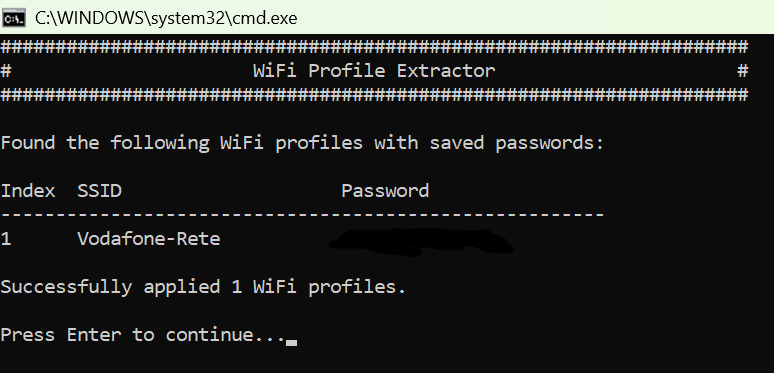 C:\WINDOWS\system32\cmd.exe
####################################################################
# WiFi Profile Extractor #
####################################################################
Found the following WiFi profiles with saved passwords:
Index SSID Password
-------------------------------------------------------
1 Vodafone-Rete
Successfully applied 1 WiFi profiles.
Press Enter to continue..._